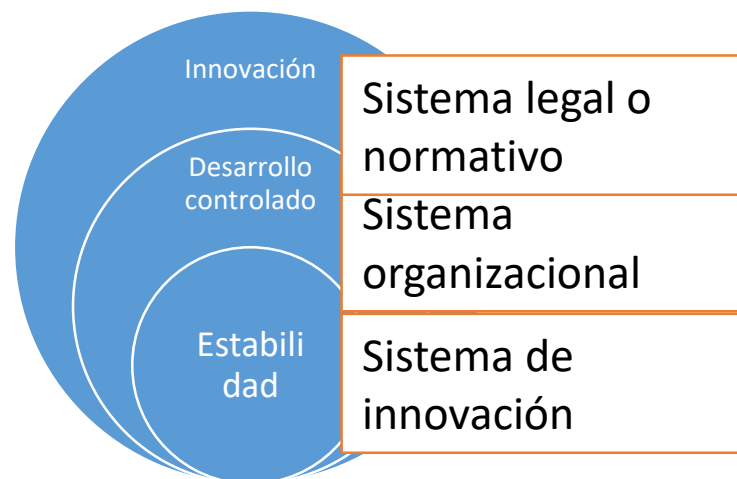 Innovación
Desarrollo
controlado
Estabili
dad
Sistema legal o
normativo
Sistema
organizacional
Sistema de
innovación